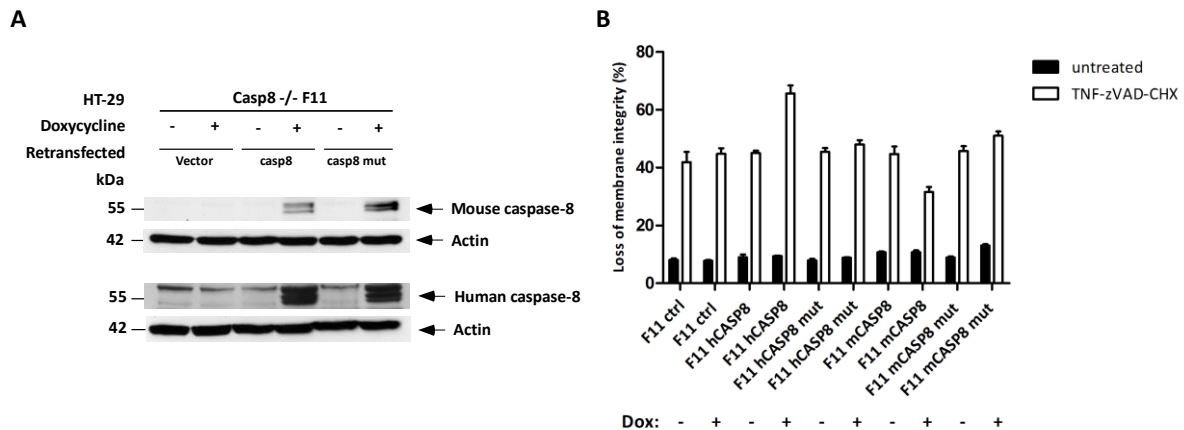 A
HT-29
Casp8 -/- F11
Doxycycline
- + - + - +
Retransfected
Vector casp8 casp8 mut
kDa
55
Mouse caspase-8
42
Actin
55
Human caspase-8
42
Actin
B
Loss of membrane integrity (%)
80
60
40
20
0
untreated
TNF-zVAD-CHX
F11 ctrl
F11 ctrl
F11 hCASP8
F11 hCASP8
F11 hCASP8 mut
F11 hCASP8 mut
F11 mCASP8
F11 mCASP8
F11 mCASP8 mut
F11 mCASP8 mut
Dox: - + - + - + - + - +